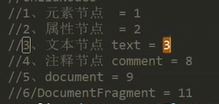 //1、元素节点 = 1
//2、属性节点 = 2
//3、文本节点 text = 3
//4、注释节点 comment = 8
//5、document = 9
//6/DocumentFragment = 11